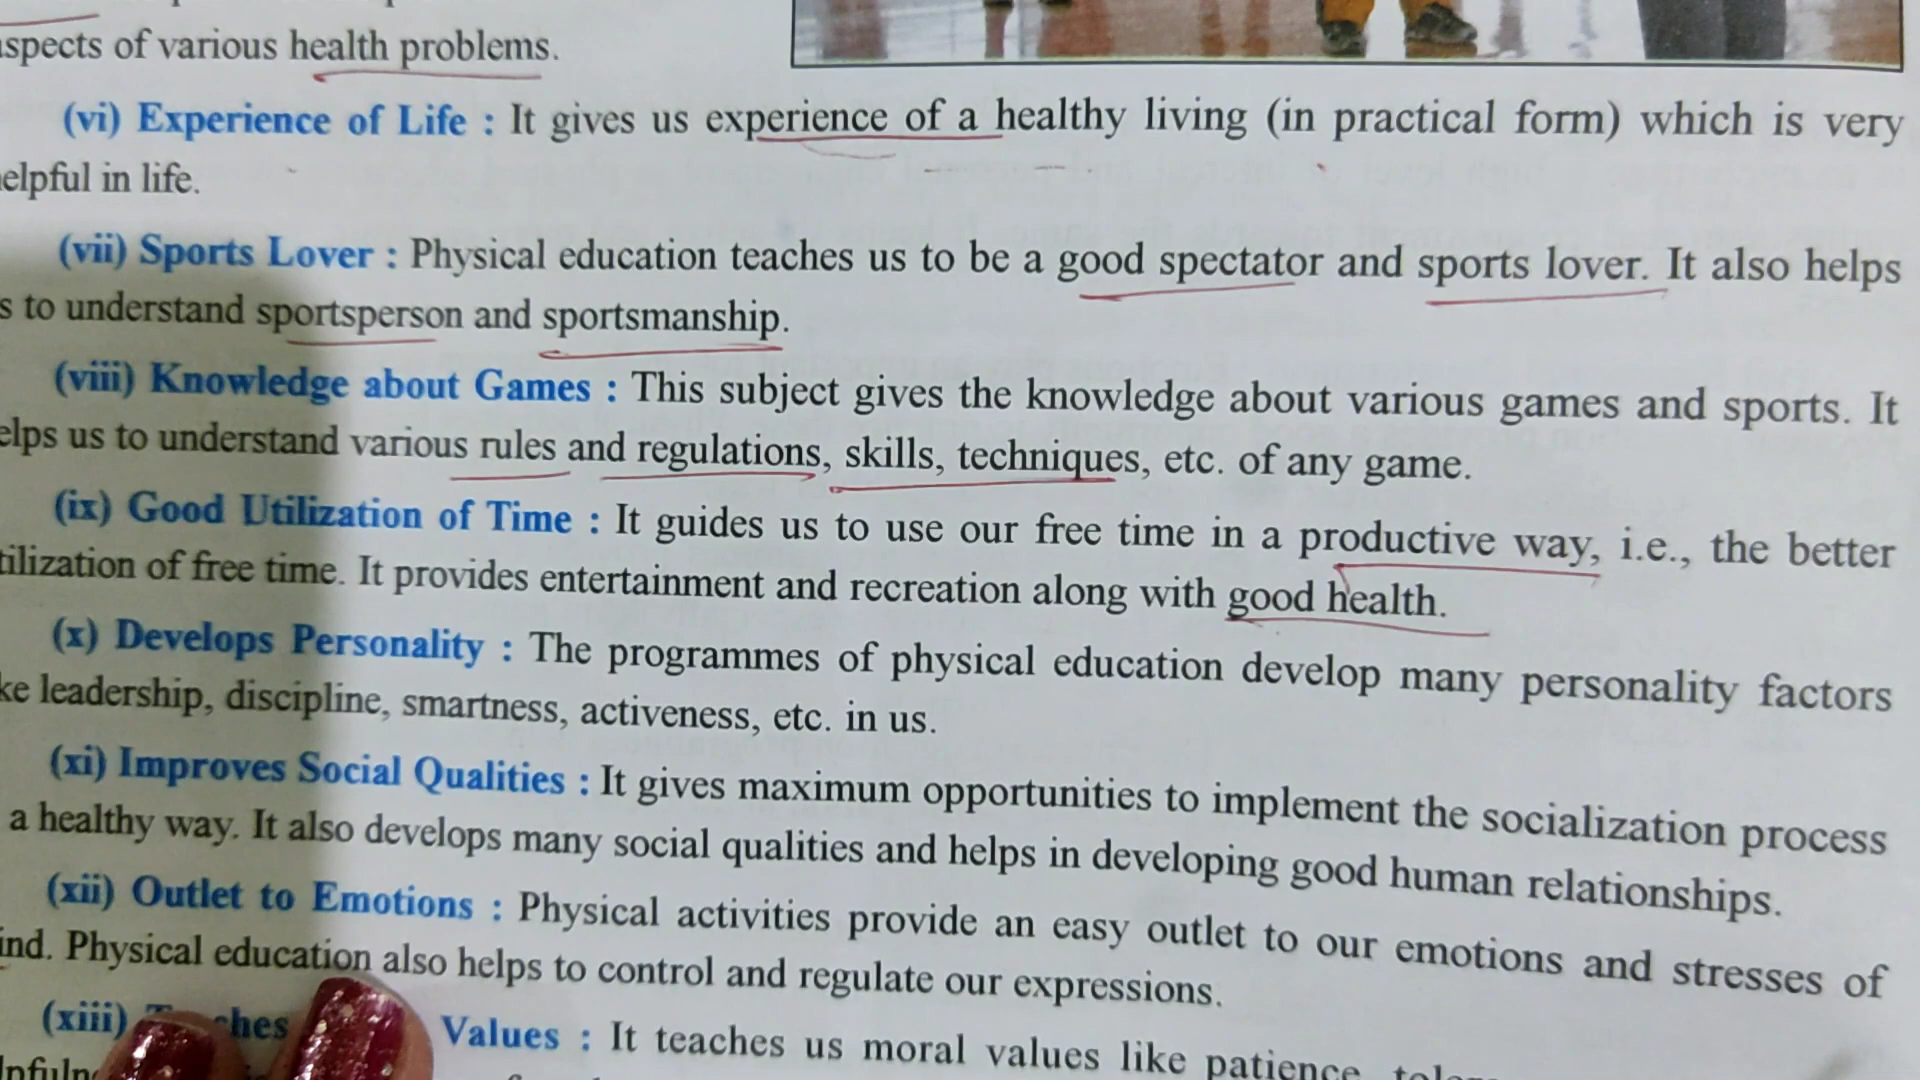 aspects of various health problems.
(vi) Experience of Life : It gives us experience of a healthy living (in practical form) which is very
helpful in life.
(vii) Sports Lover : Physical education teaches us to be a good spectator and sports lover. It also helps
s to understand sportsperson and sportsmanship.
(viii) Knowledge about Games : This subject gives the knowledge about various games and sports. It
elps us to understand various rules and regulations, skills, techniques, etc. of any game.
(ix) Good Utilization of Time : It guides us to use our free time in a productive way, i.e., the better
tilization of free time. It provides entertainment and recreation along with good health.
(x) Develops Personality : The programmes of physical education develop many personality factors
ke leadership, discipline, smartness, activeness, etc. in us.
(xi) Improves Social Qualities : It gives maximum opportunities to implement the socialization process
a healthy way. It also develops many social qualities and helps in developing good human relationships.
(xii) Outlet to Emotions : Physical activities provide an easy outlet to our emotions and stresses of
ind. Physical education also helps to control and regulate our expressions.
(xiii) Values : It teaches us moral values like patience,